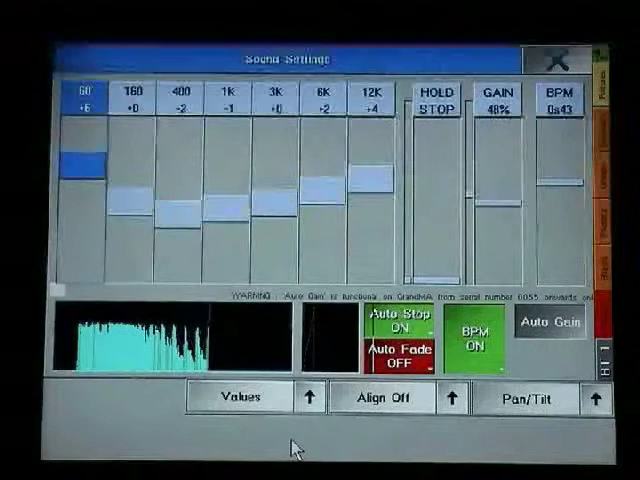 Sound Settings
60 160 400 1K 3K 6K 12K HOLD GAIN BPM
+6 +0 -2 -1 +0 +2 +4 STOP 48% 0s43
WARNING : 'Auto Gain' is functional on GrandMA from serial number 0055 onwards
Auto Stop
ON
Auto Fade
OFF
BPM
ON
Auto Gain
Values Align Off Pan/Tilt